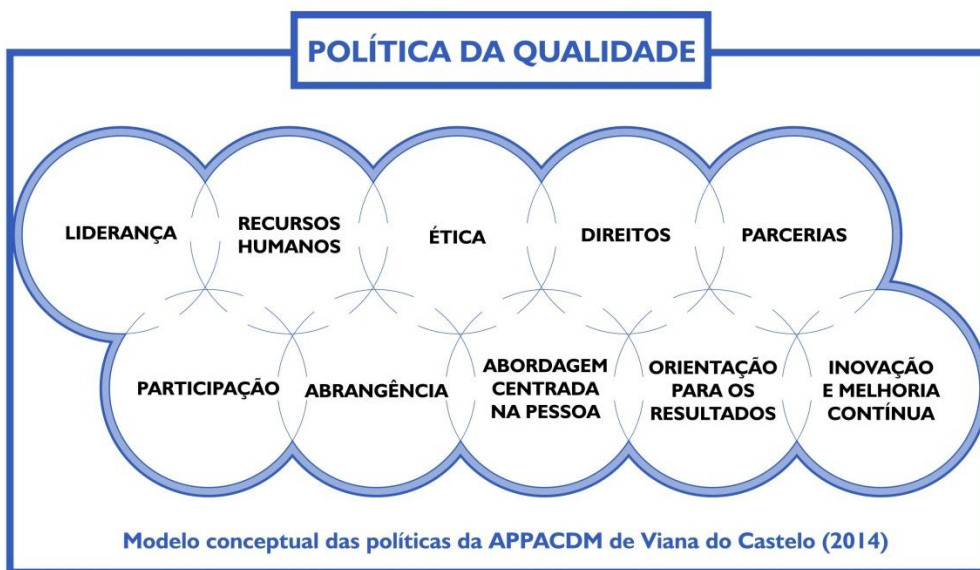 POLÍTICA DA QUALIDADE
LIDERANÇA
RECURSOS
HUMANOS
ÉTICA
DIREITOS
PARCERIAS
PARTICIPAÇÃO
ABRANGÊNCIA
ABORDAGEM
CENTRADA
NA PESSOA
ORIENTAÇÃO
PARA OS
RESULTADOS
INOVAÇÃO
E MELHORIA
CONTÍNUA
Modelo conceptual das políticas da APPACDM de Viana do Castelo (2014)